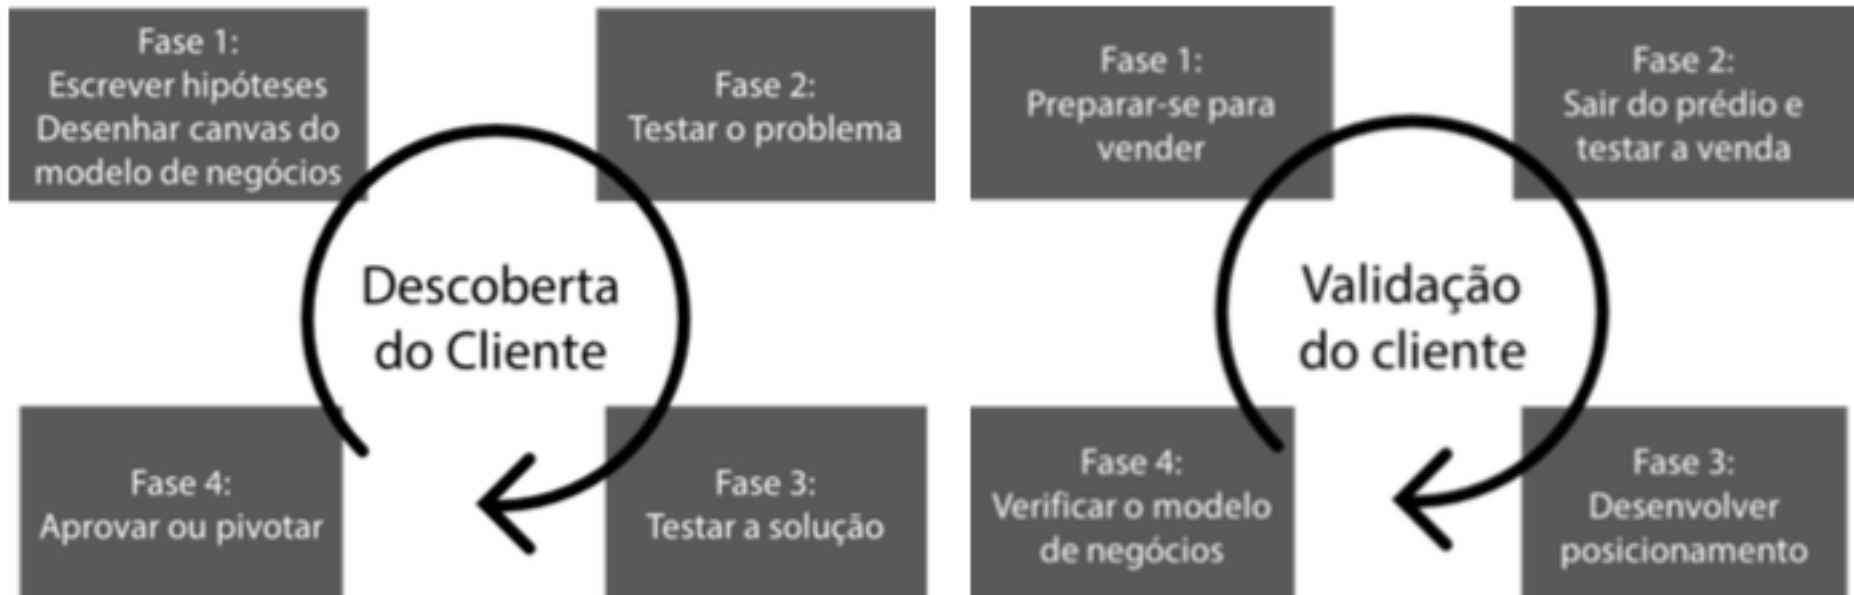 Fase 1:
Escrever hipóteses
Desenhar canvas do
modelo de negócios
Fase 2:
Testar o problema
Descoberta
do Cliente
Fase 4:
Aprovar ou pivotar
Fase 3:
Testar a solução
Fase 1:
Preparar-se para
vender
Fase 2:
Sair do prédio e
testar a venda
Validação
do cliente
Fase 4:
Verificar o modelo
de negócios
Fase 3:
Desenvolver
posicionamento